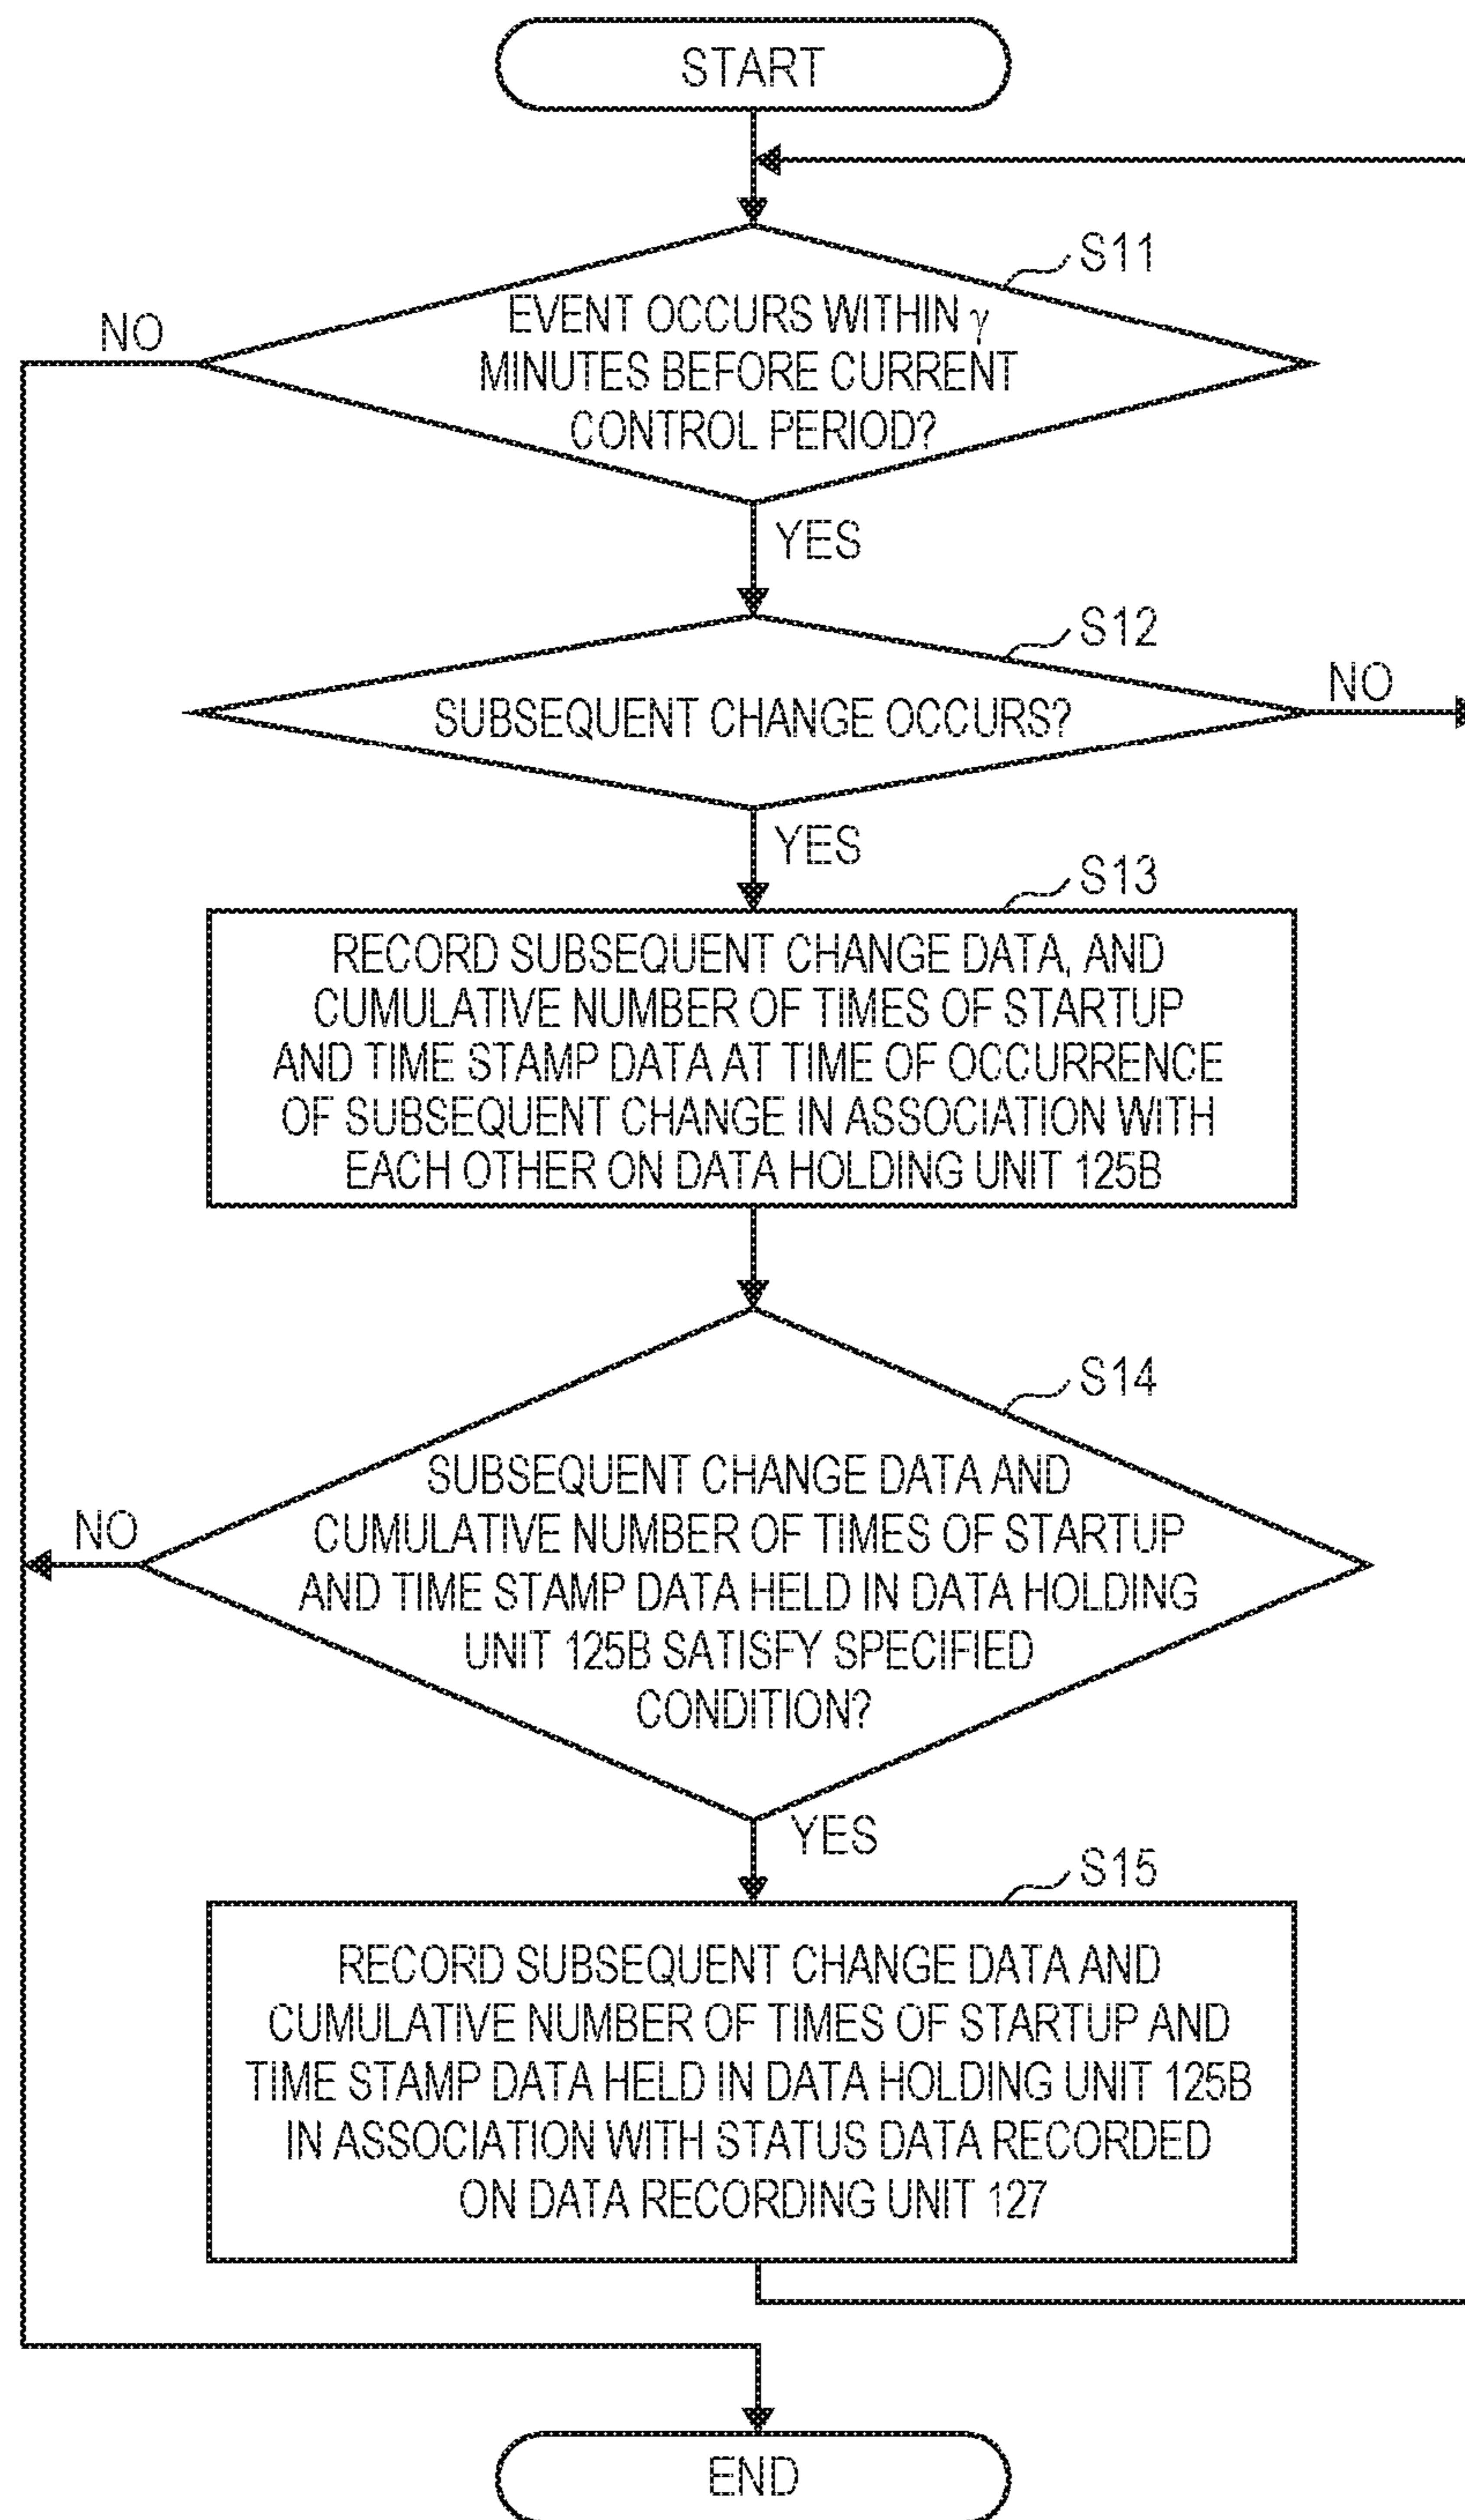 START
S11
NO
EVENT OCCURS WITHIN γ
MINUTES BEFORE CURRENT
CONTROL PERIOD?
YES
S12
NO
SUBSEQUENT CHANGE OCCURS?
YES
S13
RECORD SUBSEQUENT CHANGE DATA, AND
CUMULATIVE NUMBER OF TIMES OF STARTUP
AND TIME STAMP DATA AT TIME OF OCCURRENCE
OF SUBSEQUENT CHANGE IN ASSOCIATION WITH
EACH OTHER ON DATA HOLDING UNIT 125B
S14
SUBSEQUENT CHANGE DATA AND
NO
CUMULATIVE NUMBER OF TIMES OF STARTUP
AND TIME STAMP DATA HELD IN DATA HOLDING
UNIT 125B SATISFY SPECIFIED
CONDITION?
YES
S15
RECORD SUBSEQUENT CHANGE DATA AND
CUMULATIVE NUMBER OF TIMES OF STARTUP AND
TIME STAMP DATA HELD IN DATA HOLDING UNIT 125B
IN ASSOCIATION WITH STATUS DATA RECORDED
ON DATA RECORDING UNIT 127
END